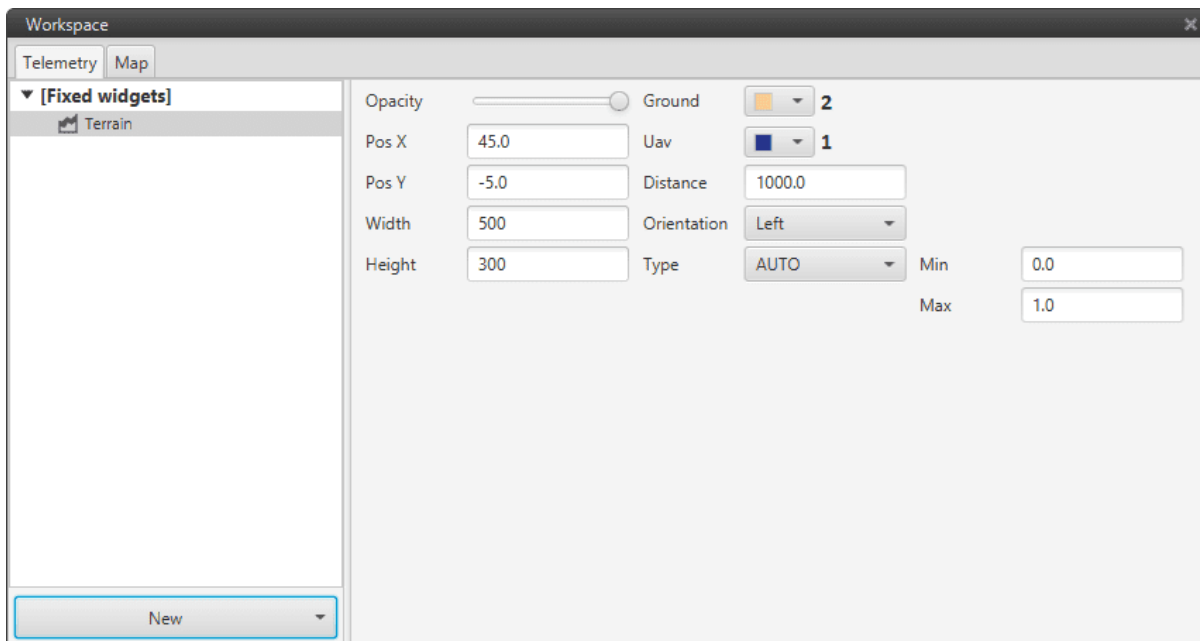 Workspace
Telemetry Map
[Fixed widgets]
Terrain
Opacity Ground 2
Pos X 45.0 Uav 1
Pos Y -5.0 Distance 1000.0
Width 500 Orientation Left
Height 300 Type AUTO Min 0.0
Max 1.0
New